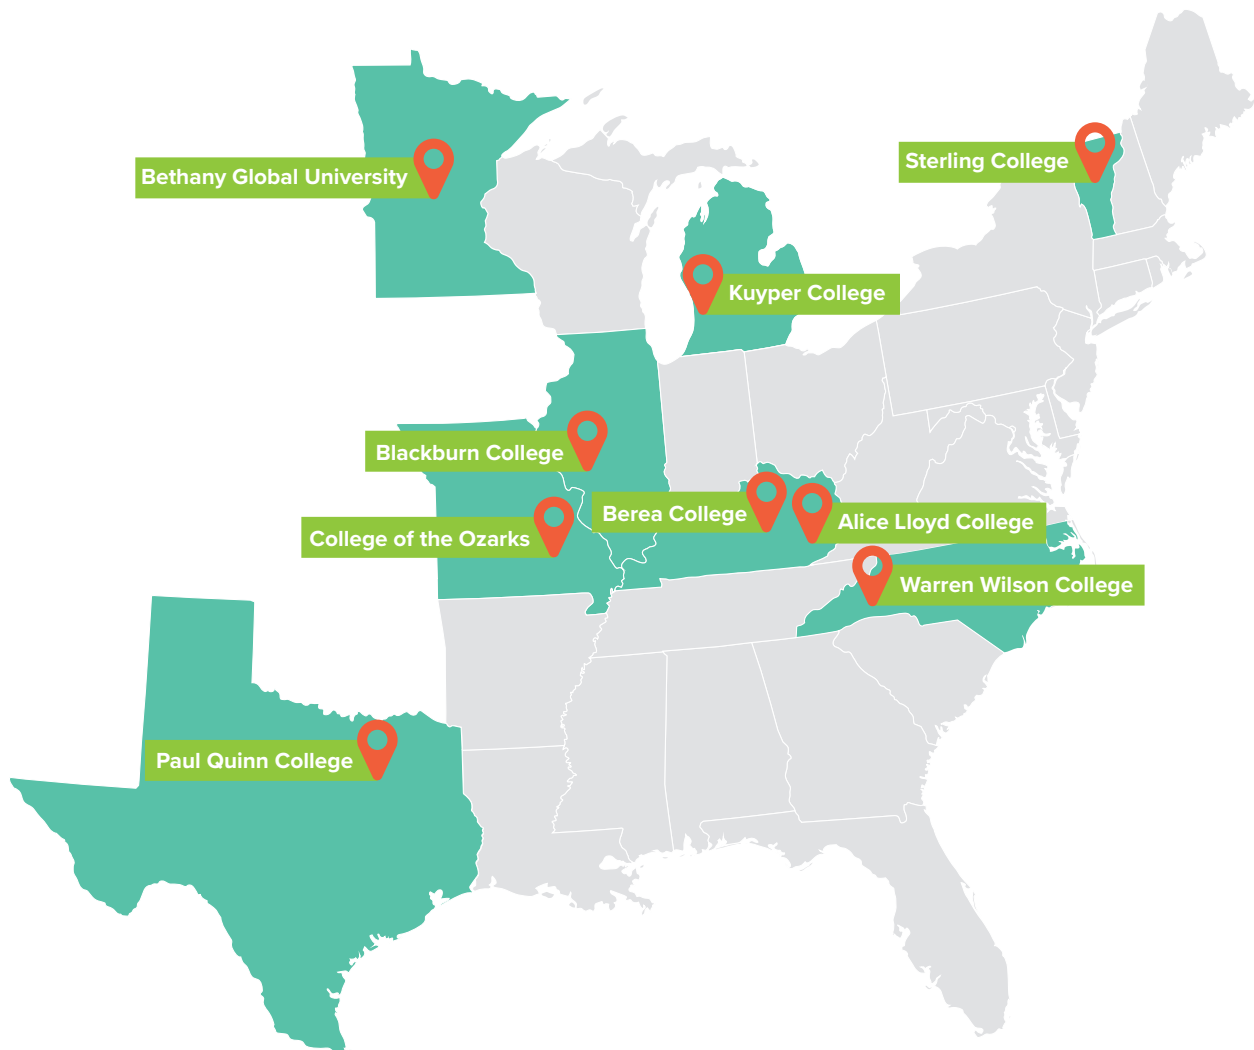 Sterling College
Bethany Global University
Kuyper College
Blackburn College
Berea College
Alice Lloyd College
College of the Ozarks
Warren Wilson College
Paul Quinn College